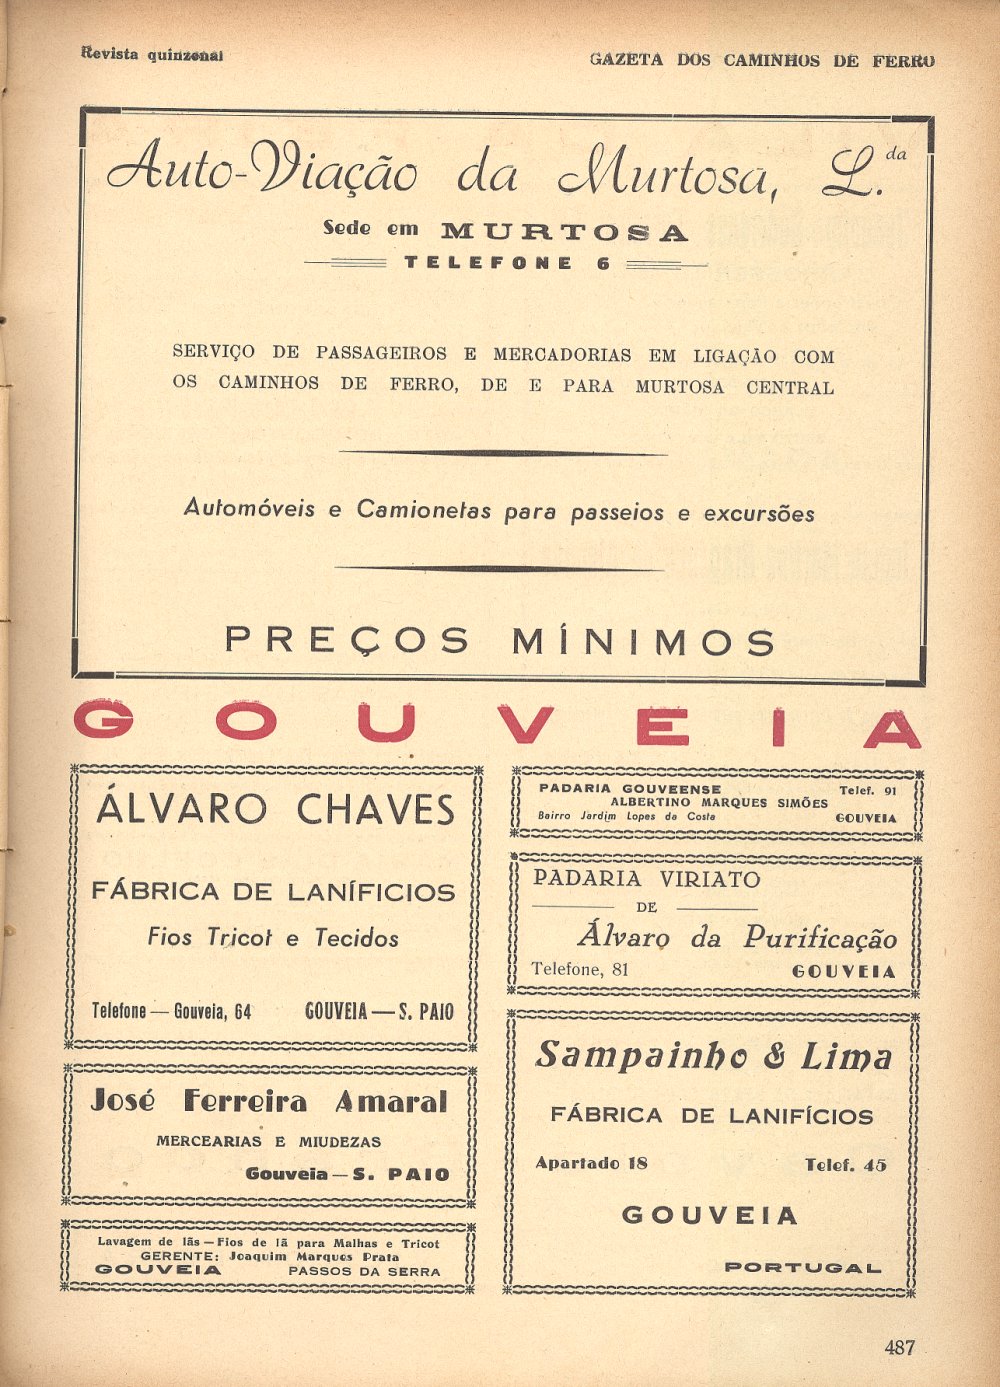 Revista quinzenal
GAZETA DOS CAMINHOS DE FERRO
Auto-Viação da Murtosa, L.da
Sede em MURTOSA
TELEFONE 6
SERVIÇO DE PASSAGEIROS E MERCADORIAS EM LIGAÇÃO COM
OS CAMINHOS DE FERRO, DE E PARA MURTOSA CENTRAL
Automóveis e Camionetas para passeios e excursões
PREÇOS MÍNIMOS
GOUVEIA
ÁLVARO CHAVES
FÁBRICA DE LANÍFICIOS
Fios Tricot e Tecidos
Telefone — Gouveia, 64 GOUVEIA — S. PAIO
José Ferreira Amaral
MERCEARIAS E MIUDEZAS
Gouveia — S. PAIO
Lavagem de lãs — Fios de lã para Malhas e Tricot
GERENTE: Joaquim Marques Prata
GOUVEIA PASSOS DA SERRA
PADARIA GOUVEENSE Telef. 91
ALBERTINO MARQUES SIMÕES
Bairro Jardim Lopes da Costa GOUVEIA
PADARIA VIRIATO
DE
Álvaro da Purificação
Telefone, 81 GOUVEIA
Sampainho & Lima
FÁBRICA DE LANIFÍCIOS
Apartado 18 Telef. 45
GOUVEIA
PORTUGAL
487